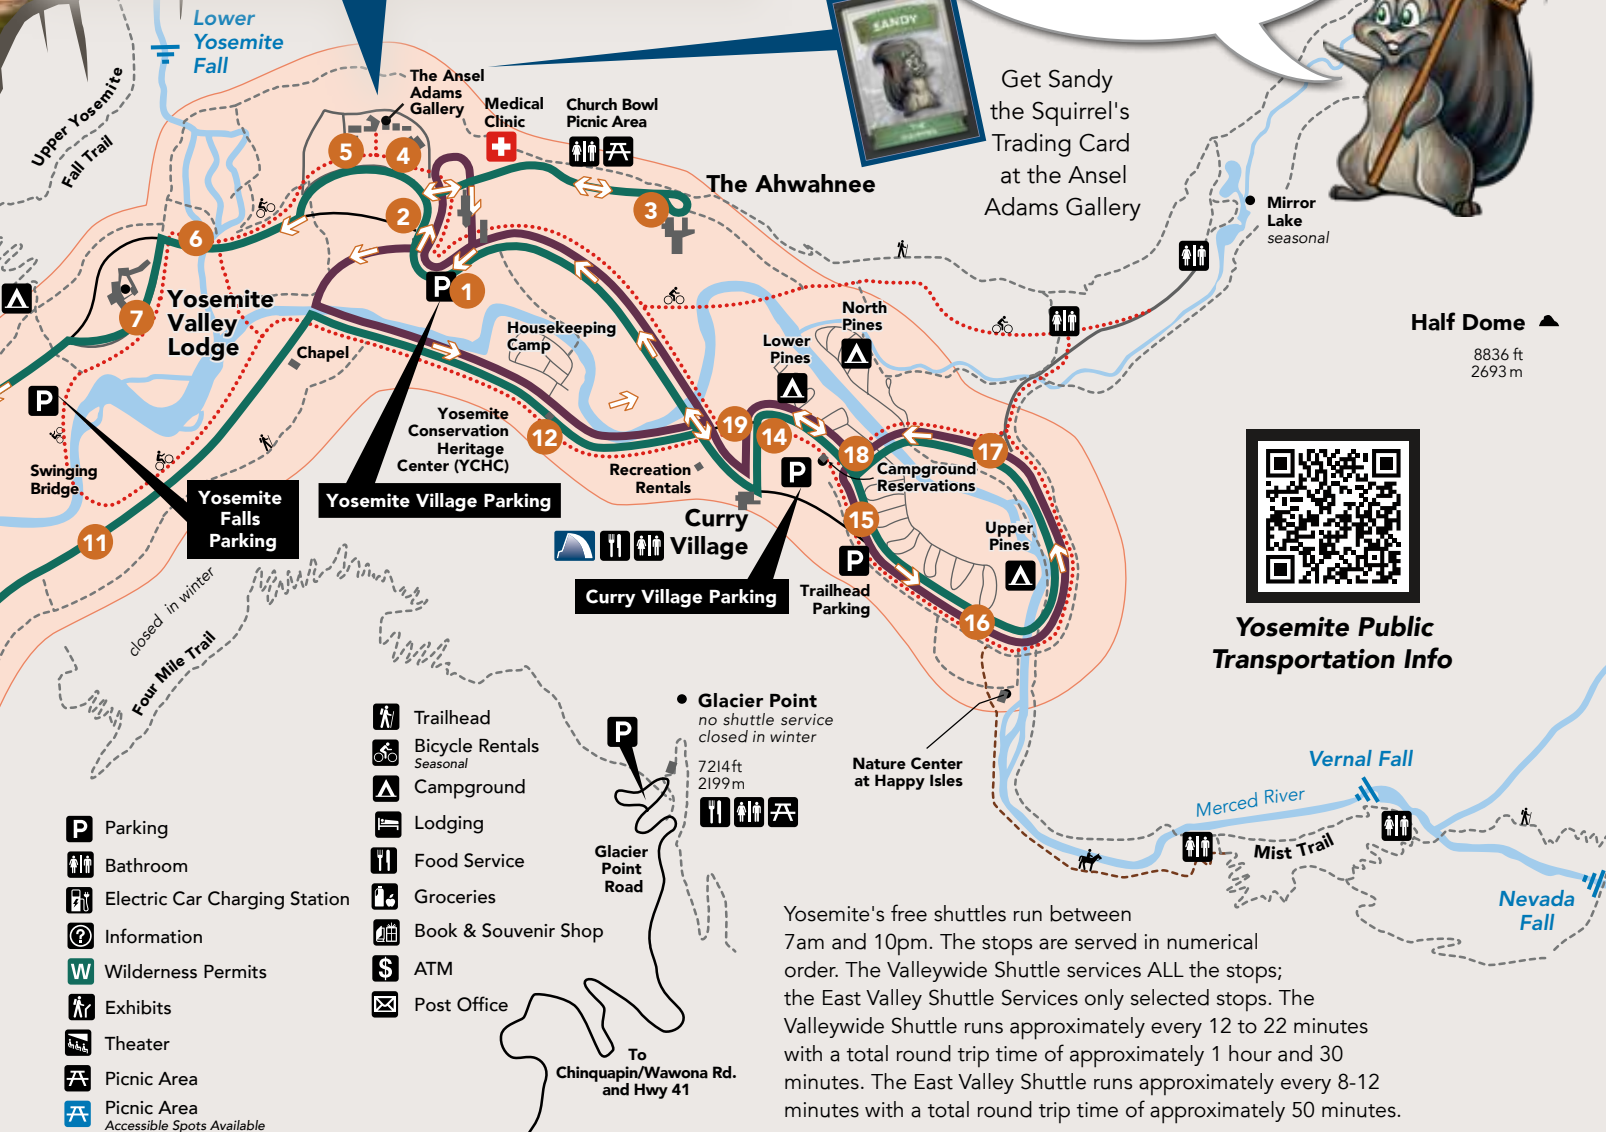 Lower
Yosemite
Fall
Upper Yosemite
Fall Trail
The Ansel
Adams
Gallery
Medical
Clinic
Church Bowl
Picnic Area
SANDY
Get Sandy
the Squirrel's
Trading Card
at the Ansel
Adams Gallery
The Ahwahnee
Mirror
Lake
seasonal
5
4
2
3
6
7
P
1
Yosemite
Valley
Lodge
Chapel
Housekeeping
Camp
North
Pines
Lower
Pines
Half Dome
8836 ft
2693 m
P
Swinging
Bridge
Yosemite
Falls
Parking
Yosemite
Conservation
Heritage
Center (YCHC)
12
19
14
18
17
P
Campground
Reservations
Recreation
Rentals
Yosemite Village Parking
Curry
Village
15
P
Upper
Pines
11
Curry Village Parking
Trailhead
Parking
16
closed in winter
Four Mile Trail
Yosemite Public
Transportation Info
Glacier Point
no shuttle service
closed in winter
7214 ft
2199 m
P
Glacier
Point
Road
To
Chinquapin/Wawona Rd.
and Hwy 41
Nature Center
at Happy Isles
Vernal Fall
Merced River
Mist Trail
Nevada
Fall
P Parking
Bathroom
Electric Car Charging Station
? Information
W Wilderness Permits
Exhibits
Theater
Picnic Area
Picnic Area
Accessible Spots Available
Trailhead
Bicycle Rentals
Seasonal
Campground
Lodging
Food Service
Groceries
Book & Souvenir Shop
$ ATM
Post Office
Yosemite's free shuttles run between
7am and 10pm. The stops are served in numerical
order. The Valleywide Shuttle services ALL the stops;
the East Valley Shuttle Services only selected stops. The
Valleywide Shuttle runs approximately every 12 to 22 minutes
with a total round trip time of approximately 1 hour and 30
minutes. The East Valley Shuttle runs approximately every 8-12
minutes with a total round trip time of approximately 50 minutes.